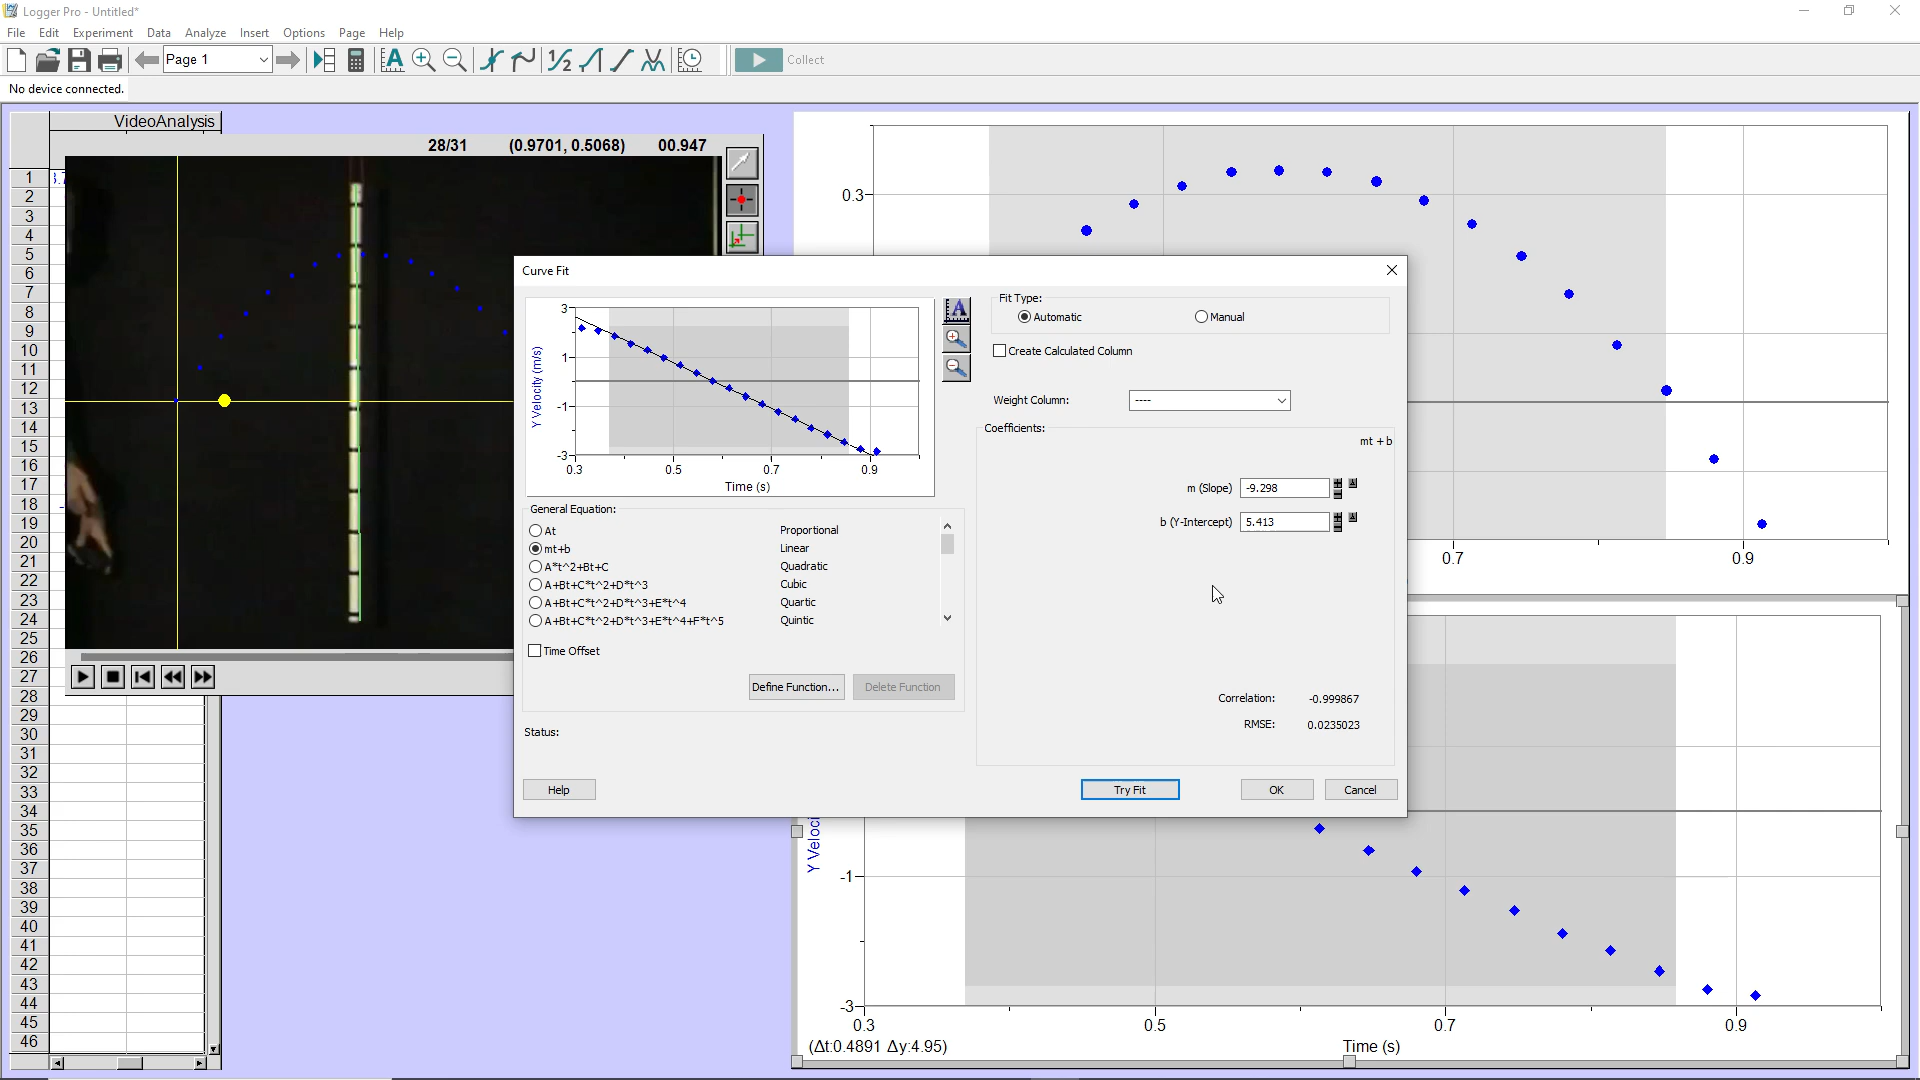 Logger Pro - Untitled*
File Edit Experiment Data Analyze Insert Options Page Help
Page 1
Collect
No device connected.
VideoAnalysis
28/31 (0.9701, 0.5068) 00.947
1
2
3
4
5
6
7
8
9
10
11
12
13
14
15
16
17
18
19
20
21
22
23
24
25
26
27
28
29
30
31
32
33
34
35
36
37
38
39
40
41
42
43
44
45
46
0.3
0.7 0.9
Curve Fit
3
1
-1
-3
0.3 0.5 0.7 0.9
Y Velocity (m/s)
Time (s)
Fit Type:
Automatic Manual
Create Calculated Column
Weight Column: ----
Coefficients:
mt +b
m (Slope) -9.298
b (Y-Intercept) 5.413
Correlation: -0.999867
RMSE: 0.0235023
General Equation:
At Proportional
mt+b Linear
A*t^2+Bt+C Quadratic
A+Bt+C*t^2+D*t^3 Cubic
A+Bt+C*t^2+D*t^3+E*t^4 Quartic
A+Bt+C*t^2+D*t^3+E*t^4+F*t^5 Quintic
Time Offset
Define Function... Delete Function
Status:
Help Try Fit OK Cancel
-1
-3
0.3 0.5 0.7 0.9
(Δt:0.4891 Δy:4.95) Time (s)